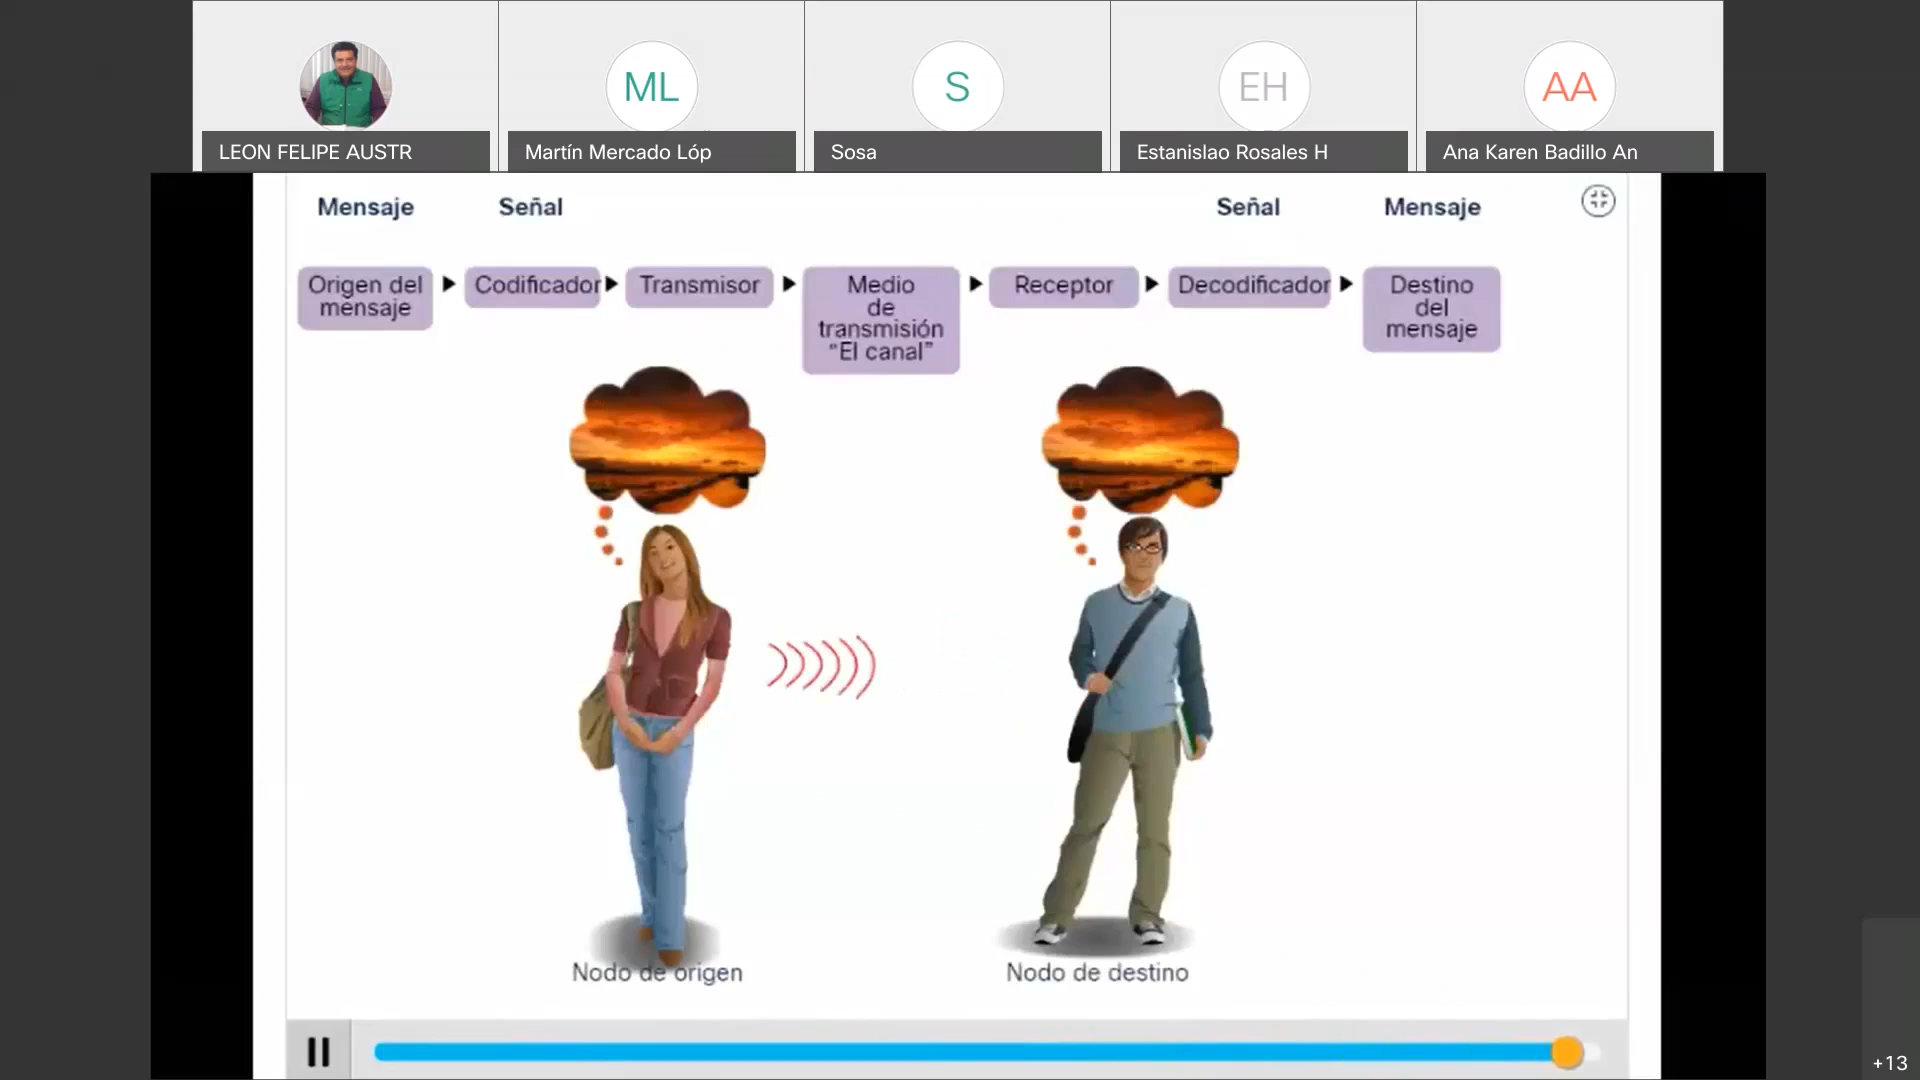 ML
S
EH
AA
LEON FELIPE AUSTR
Martín Mercado Lóp
Sosa
Estanislao Rosales H
Ana Karen Badillo An
Mensaje
Señal
Señal
Mensaje
Origen del
mensaje
Codificador
Transmisor
Medio
de
transmisión
“El canal”
Receptor
Decodificador
Destino
del
mensaje
Nodo de origen
Nodo de destino
+13